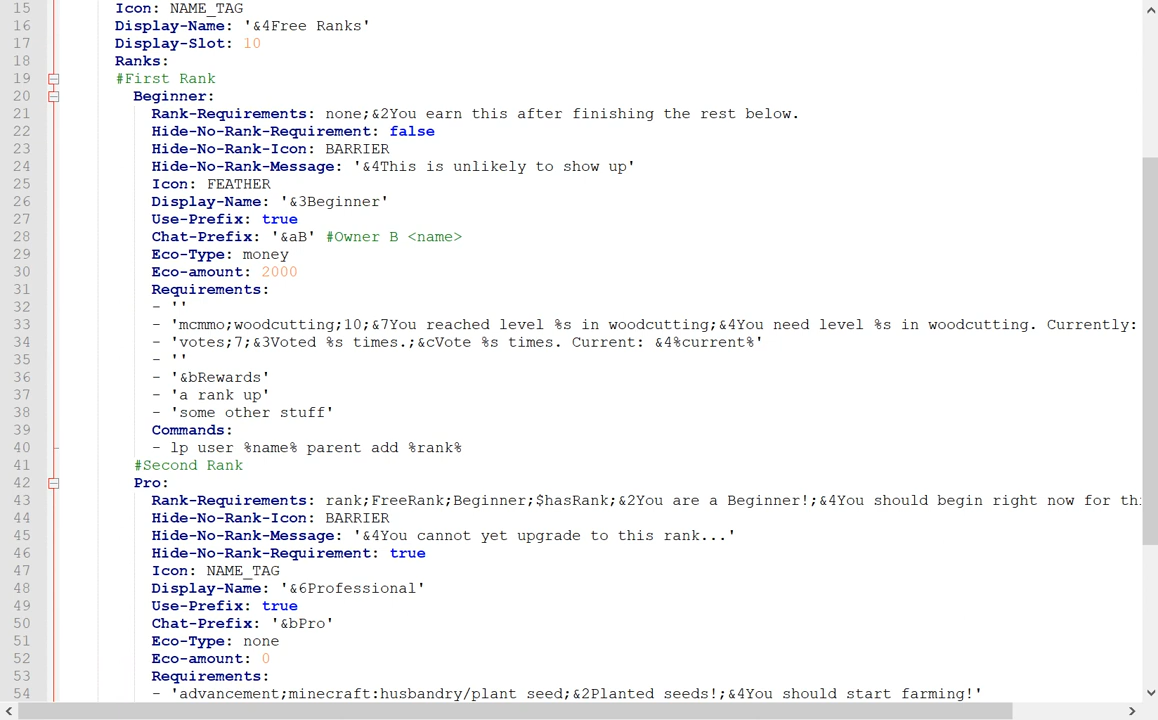 15 Icon: NAME_TAG
16 Display-Name: '&4Free Ranks'
17 Display-Slot: 10
18 Ranks:
19 #First Rank
20 Beginner:
21 Rank-Requirements: none;&2You earn this after finishing the rest below.
22 Hide-No-Rank-Requirement: false
23 Hide-No-Rank-Icon: BARRIER
24 Hide-No-Rank-Message: '&4This is unlikely to show up'
25 Icon: FEATHER
26 Display-Name: '&3Beginner'
27 Use-Prefix: true
28 Chat-Prefix: '&aB' #Owner B <name>
29 Eco-Type: money
30 Eco-amount: 2000
31 Requirements:
32 - ''
33 - 'mcmmo;woodcutting;10;&7You reached level %s in woodcutting;&4You need level %s in woodcutting. Currently:
34 - 'votes;7;&3Voted %s times.;&cVote %s times. Current: &4%current%'
35 - ''
36 - '&bRewards'
37 - 'a rank up'
38 - 'some other stuff'
39 Commands:
40 - lp user %name% parent add %rank%
41 #Second Rank
42 Pro:
43 Rank-Requirements: rank;FreeRank;Beginner;$hasRank;&2You are a Beginner!;&4You should begin right now for thi
44 Hide-No-Rank-Icon: BARRIER
45 Hide-No-Rank-Message: '&4You cannot yet upgrade to this rank...'
46 Hide-No-Rank-Requirement: true
47 Icon: NAME_TAG
48 Display-Name: '&6Professional'
49 Use-Prefix: true
50 Chat-Prefix: '&bPro'
51 Eco-Type: none
52 Eco-amount: 0
53 Requirements:
54 - 'advancement;minecraft:husbandry/plant_seed;&2Planted seeds!;&4You should start farming!'